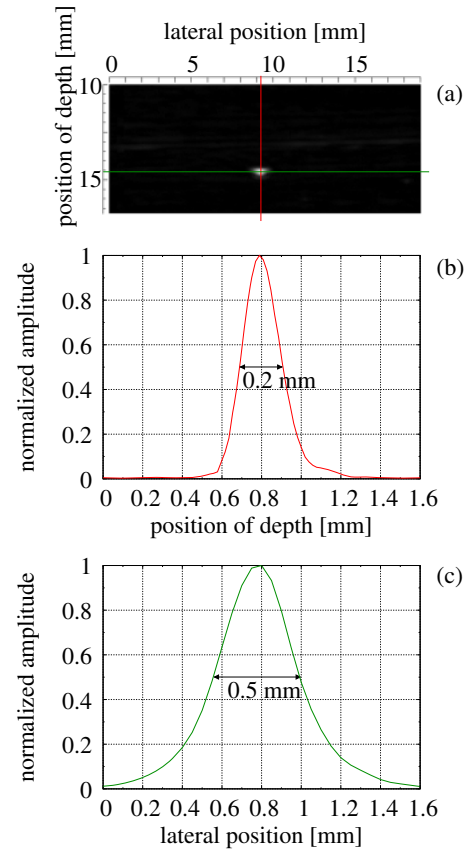 lateral position [mm]
0 5 10 15
(a)
position of depth [mm]
10
15
(b)
normalized amplitude
1
0.8
0.6
0.4
0.2
0
0.2 mm
0 0.2 0.4 0.6 0.8 1 1.2 1.4 1.6
position of depth [mm]
(c)
normalized amplitude
1
0.8
0.6
0.4
0.2
0
0.5 mm
0 0.2 0.4 0.6 0.8 1 1.2 1.4 1.6
lateral position [mm]